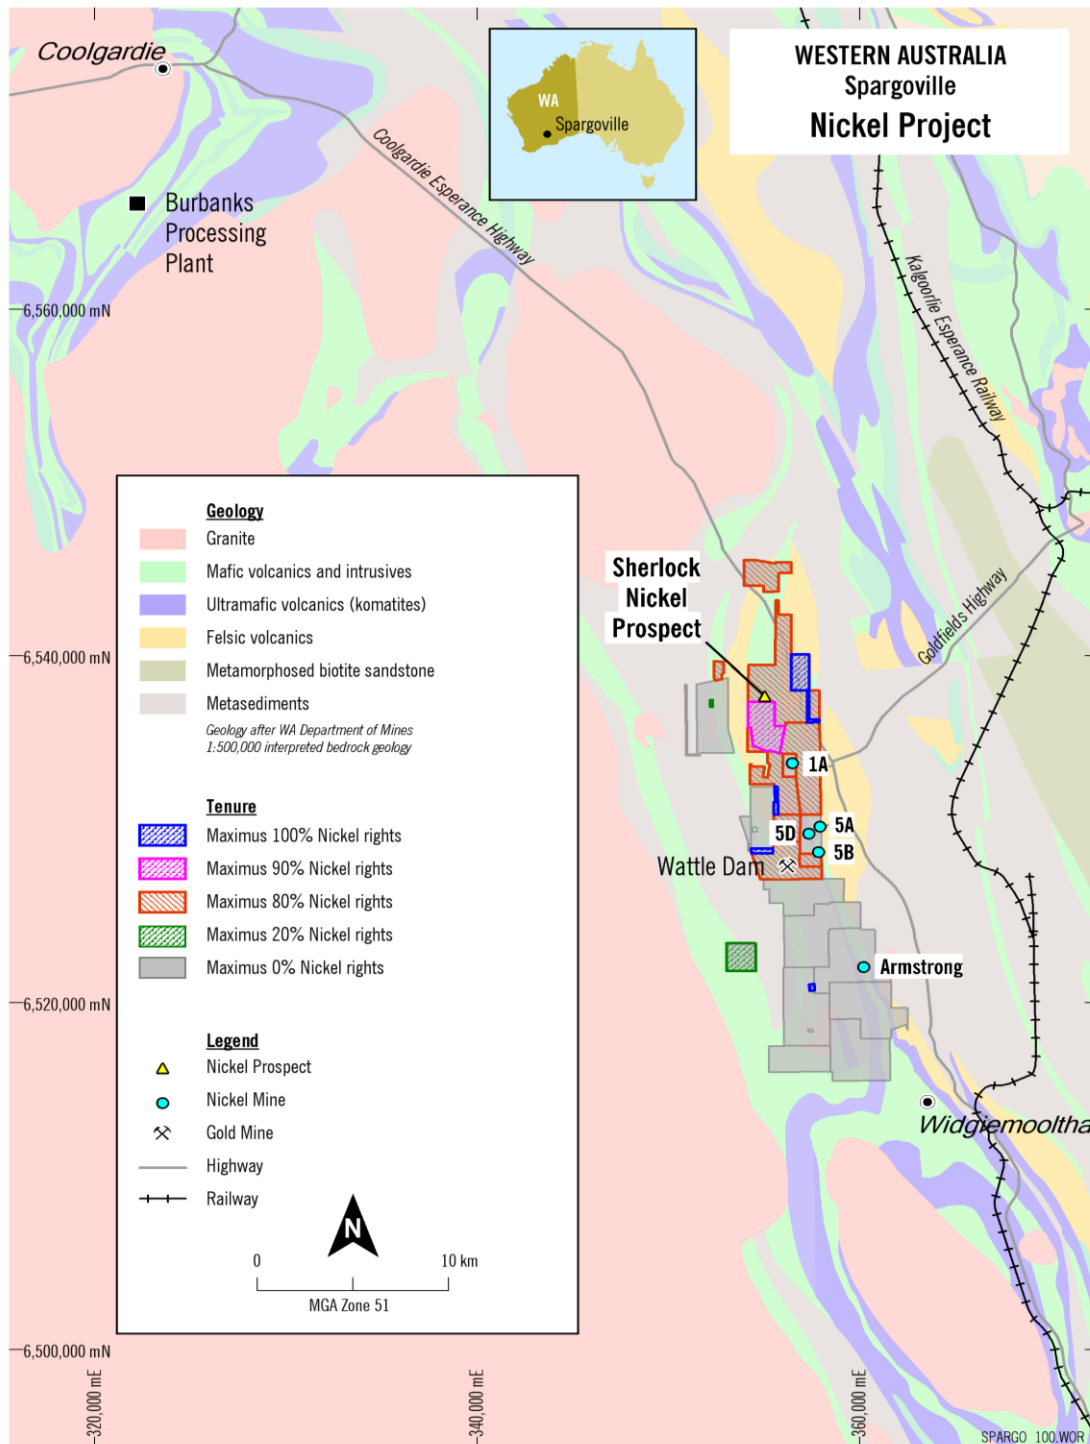 Coolgardie
WESTERN AUSTRALIA
Spargoville
Nickel Project
WA
Spargoville
Coolgardie Esperance Highway
Burbanks
Processing
Plant
Kalgoorlie Esperance Railway
6,560,000 mN
Geology
Granite
Mafic volcanics and intrusives
Ultramafic volcanics (komatites)
Felsic volcanics
Metamorphosed biotite sandstone
Metasediments
Geology after WA Department of Mines
1:500,000 interpreted bedrock geology
Tenure
Maximus 100% Nickel rights
Maximus 90% Nickel rights
Maximus 80% Nickel rights
Maximus 20% Nickel rights
Maximus 0% Nickel rights
Legend
Nickel Prospect
Nickel Mine
Gold Mine
Highway
Railway
N
0 10 km
MGA Zone 51
Sherlock
Nickel
Prospect
Goldfields Highway
6,540,000 mN
1A
5A
5D
5B
Wattle Dam
Armstrong
6,520,000 mN
Widgiemooltha
6,500,000 mN
320,000 mE
340,000 mE
360,000 mE
SPARGO 100.WOR